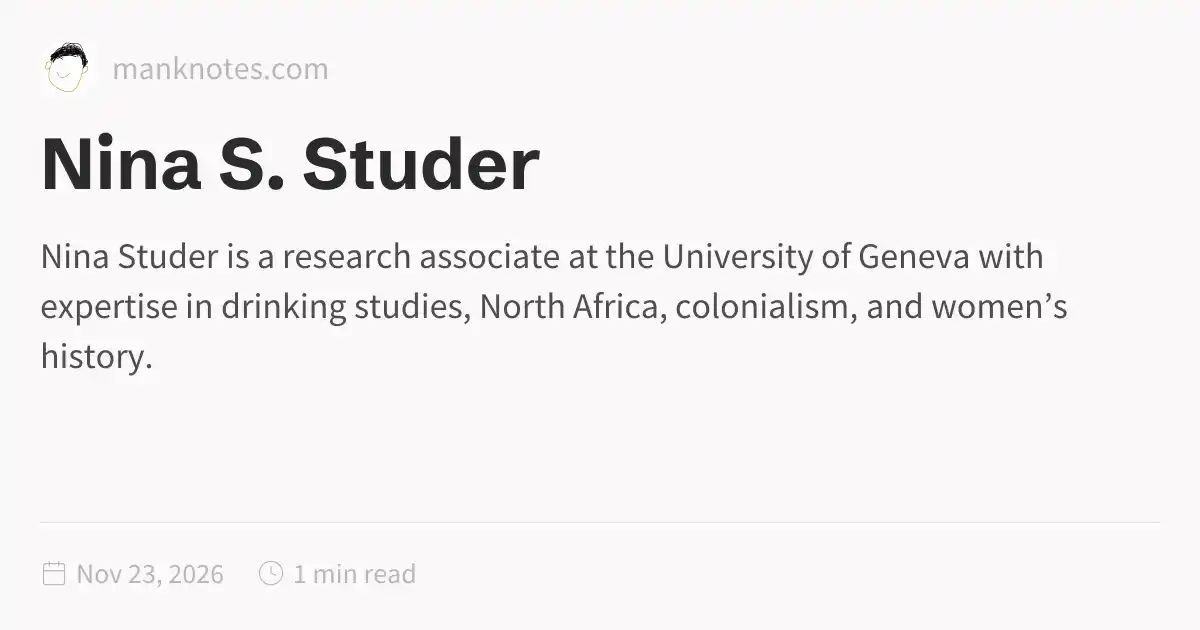 manknotes.com
Nina S. Studer
Nina Studer is a research associate at the University of Geneva with
expertise in drinking studies, North Africa, colonialism, and women’s
history.
Nov 23, 2026 1 min read